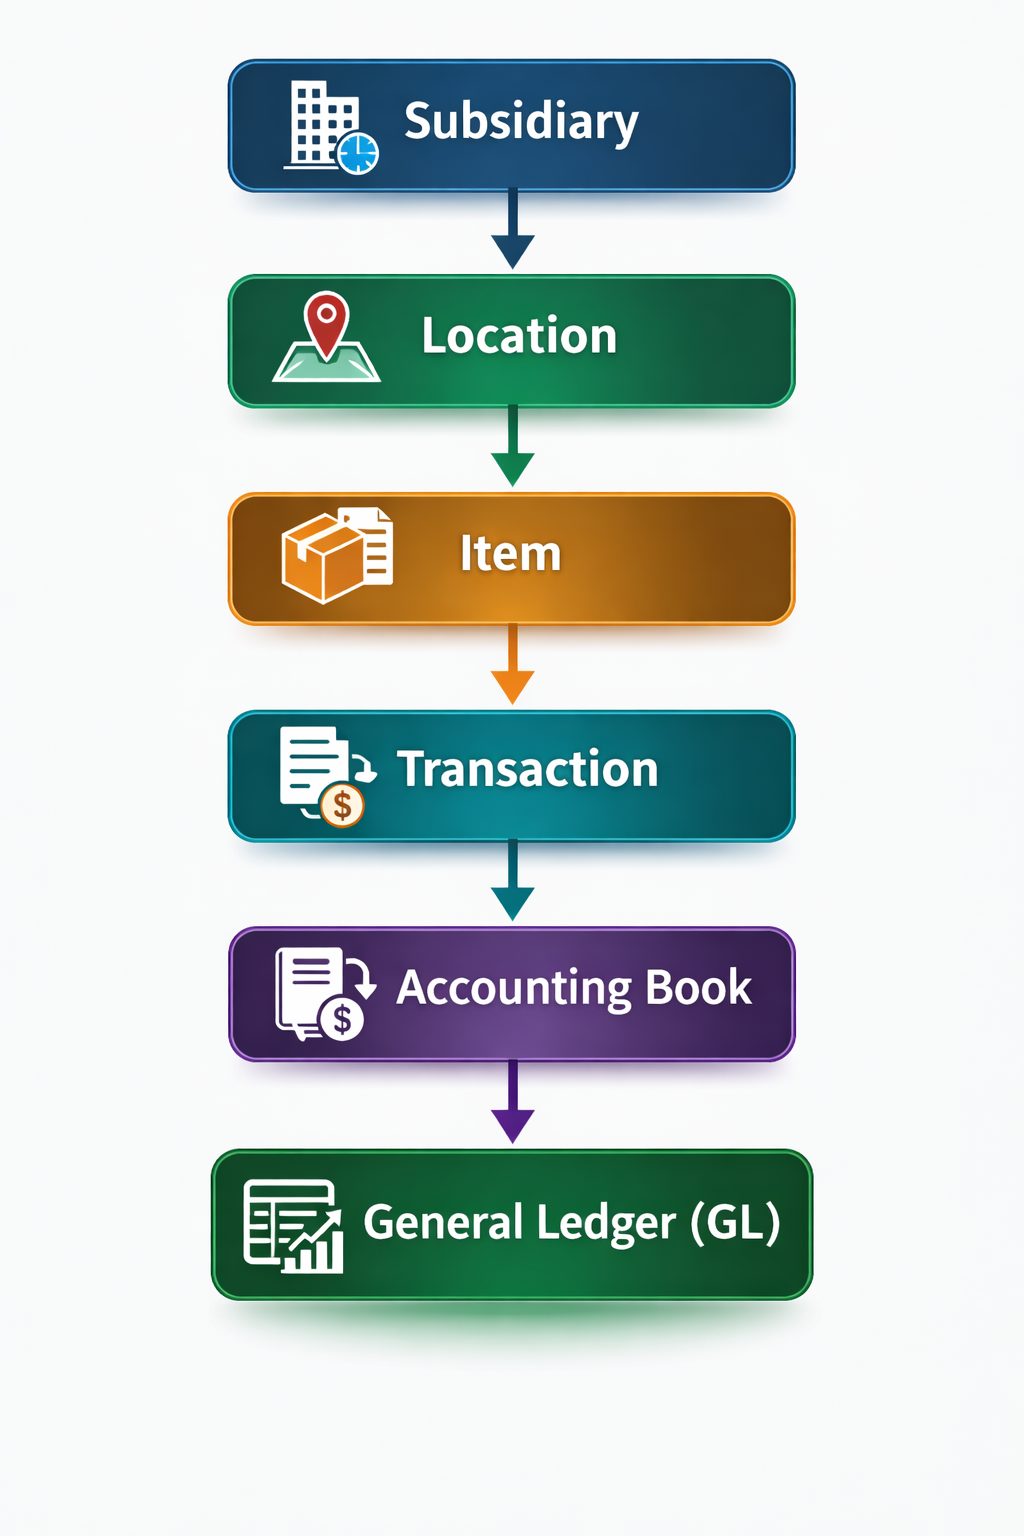 Subsidiary
Location
Item
$ Transaction
$ Accounting Book
General Ledger (GL)